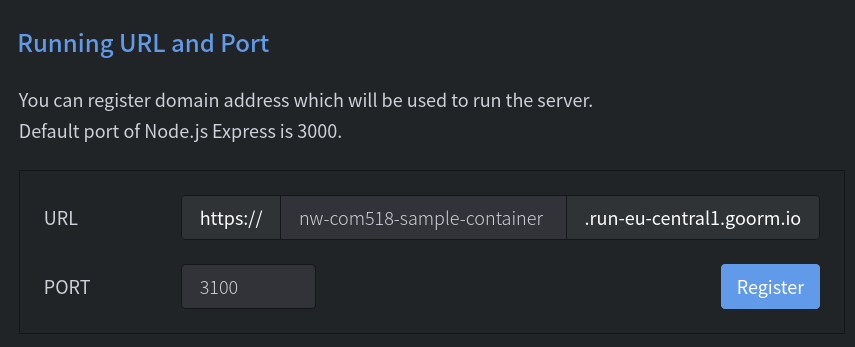 Running URL and Port
You can register domain address which will be used to run the server.
Default port of Node.js Express is 3000.
URL https:// nw-com518-sample-container .run-eu-central1.goorm.io
PORT 3100 Register